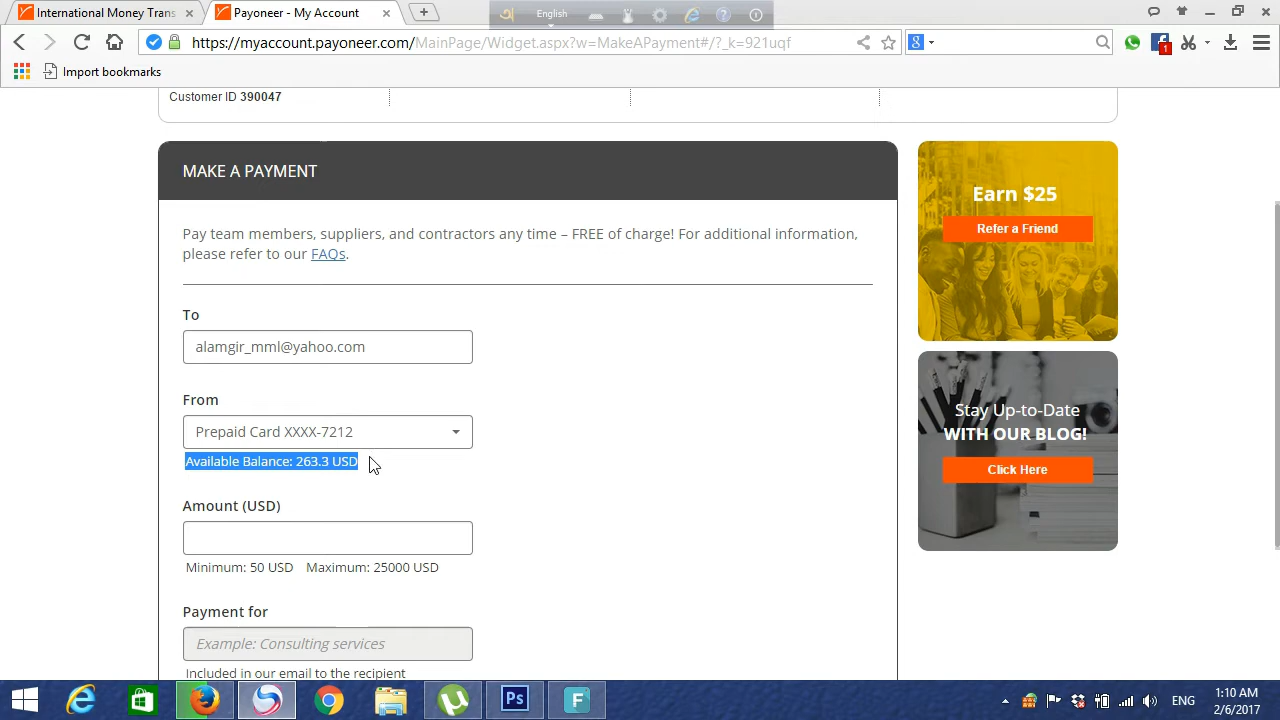 International Money Trans
Payoneer - My Account
English
https://myaccount.payoneer.com/MainPage/Widget.aspx?w=MakeAPayment#/?_k=921uqf
1
Import bookmarks
Customer ID 390047
MAKE A PAYMENT
Pay team members, suppliers, and contractors any time – FREE of charge! For additional information,
please refer to our FAQs.
To
alamgir_mml@yahoo.com
From
Prepaid Card XXXX-7212
Available Balance: 263.3 USD
Amount (USD)
Minimum: 50 USD Maximum: 25000 USD
Payment for
Example: Consulting services
Included in our email to the recipient
Earn $25
Refer a Friend
Stay Up-to-Date
WITH OUR BLOG!
Click Here
Ps
F
ENG
1:10 AM
2/6/2017